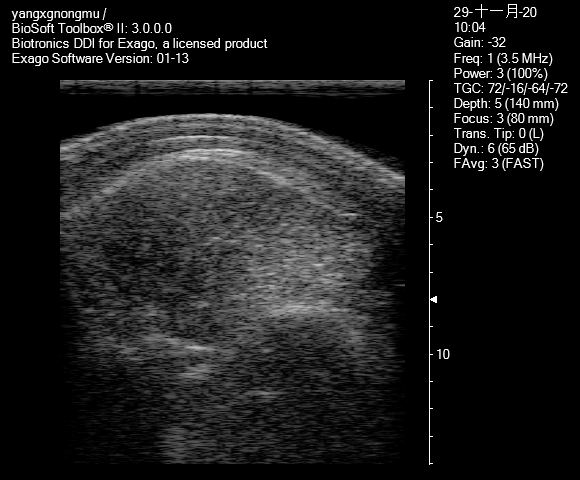 yangxgnongmu /
BioSoft Toolbox® II: 3.0.0.0
Biotronics DDI for Exago, a licensed product
Exago Software Version: 01-13
29-十一月-20
10:04
Gain: -32
Freq: 1 (3.5 MHz)
Power: 3 (100%)
TGC: 72/-16/-64/-72
Depth: 5 (140 mm)
Focus: 3 (80 mm)
Trans. Tip: 0 (L)
Dyn.: 6 (65 dB)
FAvg: 3 (FAST)
5
10